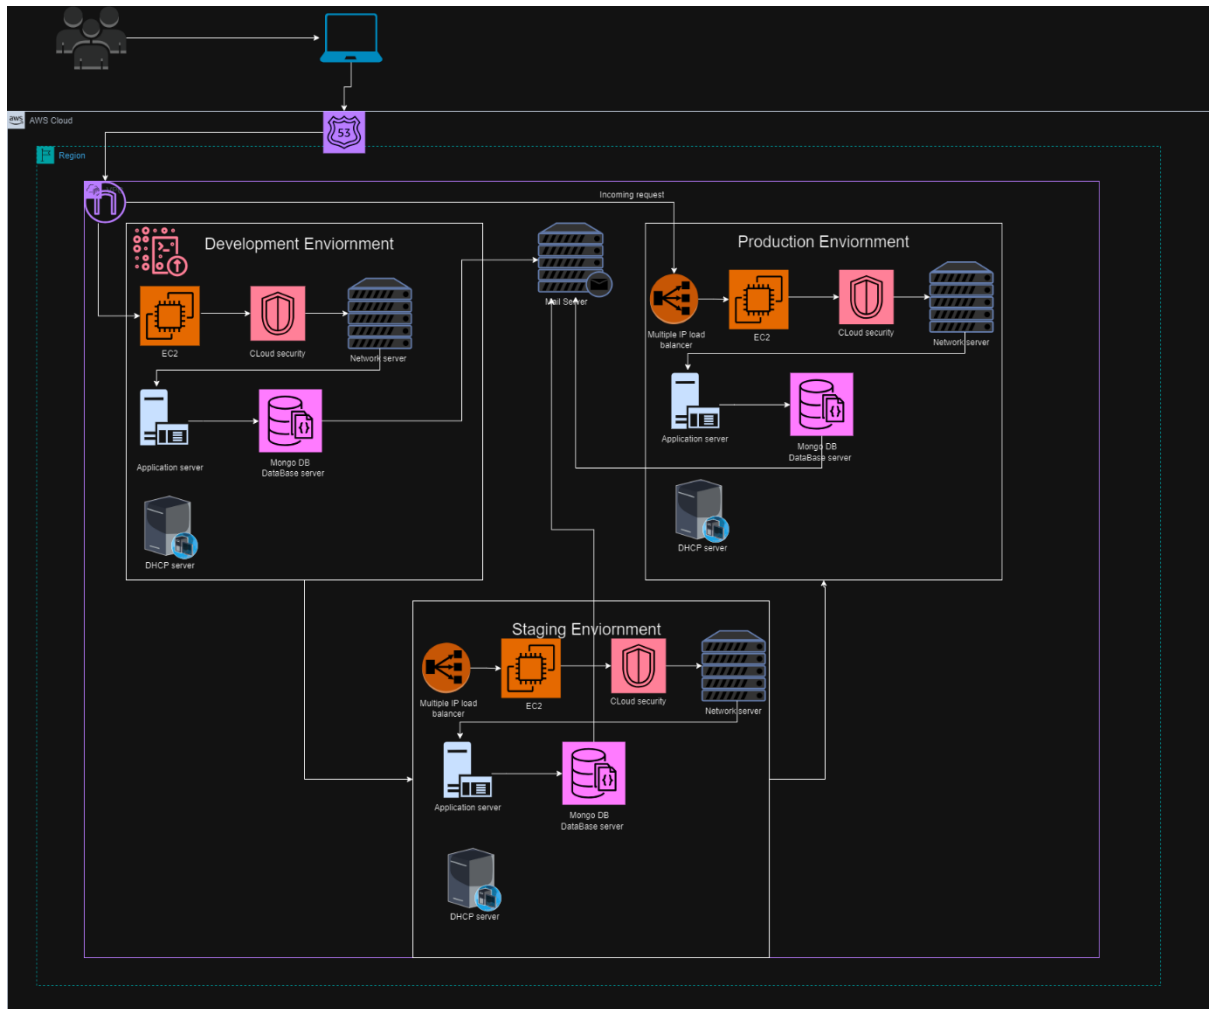 aws
AWS Cloud
53
Region
Incoming request
Development Enviornment
EC2
CLoud security
Network server
Application server
Mongo DB
DataBase server
DHCP server
Mail Server
Production Enviornment
Multiple IP load
balancer
EC2
CLoud security
Network server
Application server
Mongo DB
DataBase server
DHCP server
Staging Enviornment
Multiple IP load
balancer
EC2
CLoud security
Network server
Application server
Mongo DB
DataBase server
DHCP server